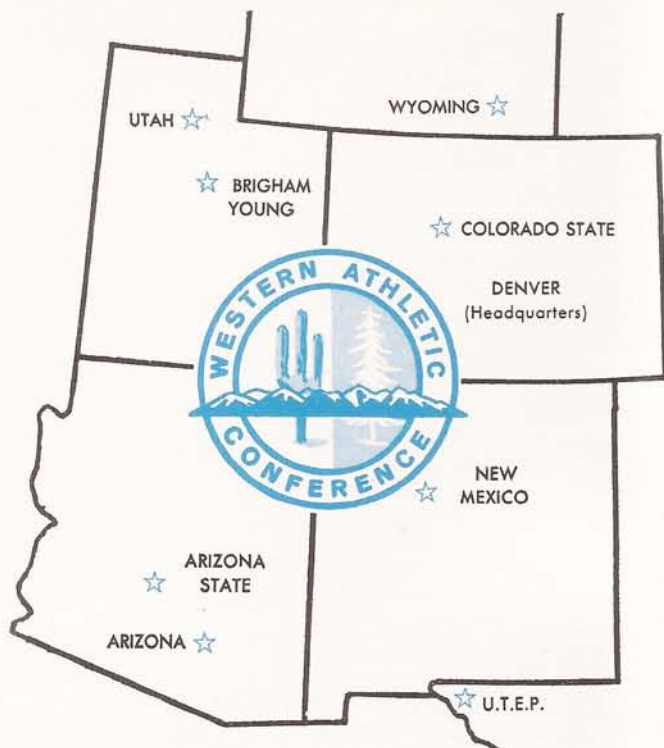 UTAH
WYOMING
BRIGHAM
YOUNG
COLORADO STATE
DENVER
(Headquarters)
WESTERN ATHLETIC
CONFERENCE
NEW
MEXICO
ARIZONA
STATE
ARIZONA
U.T.E.P.